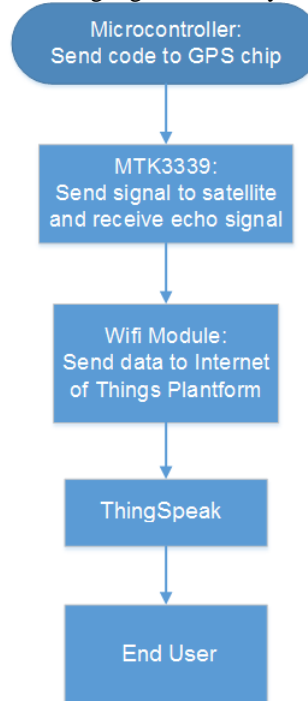 Microcontroller:
Send code to GPS chip
MTK3339:
Send signal to satellite
and receive echo signal
Wifi Module:
Send data to Internet
of Things Plantform
ThingSpeak
End User